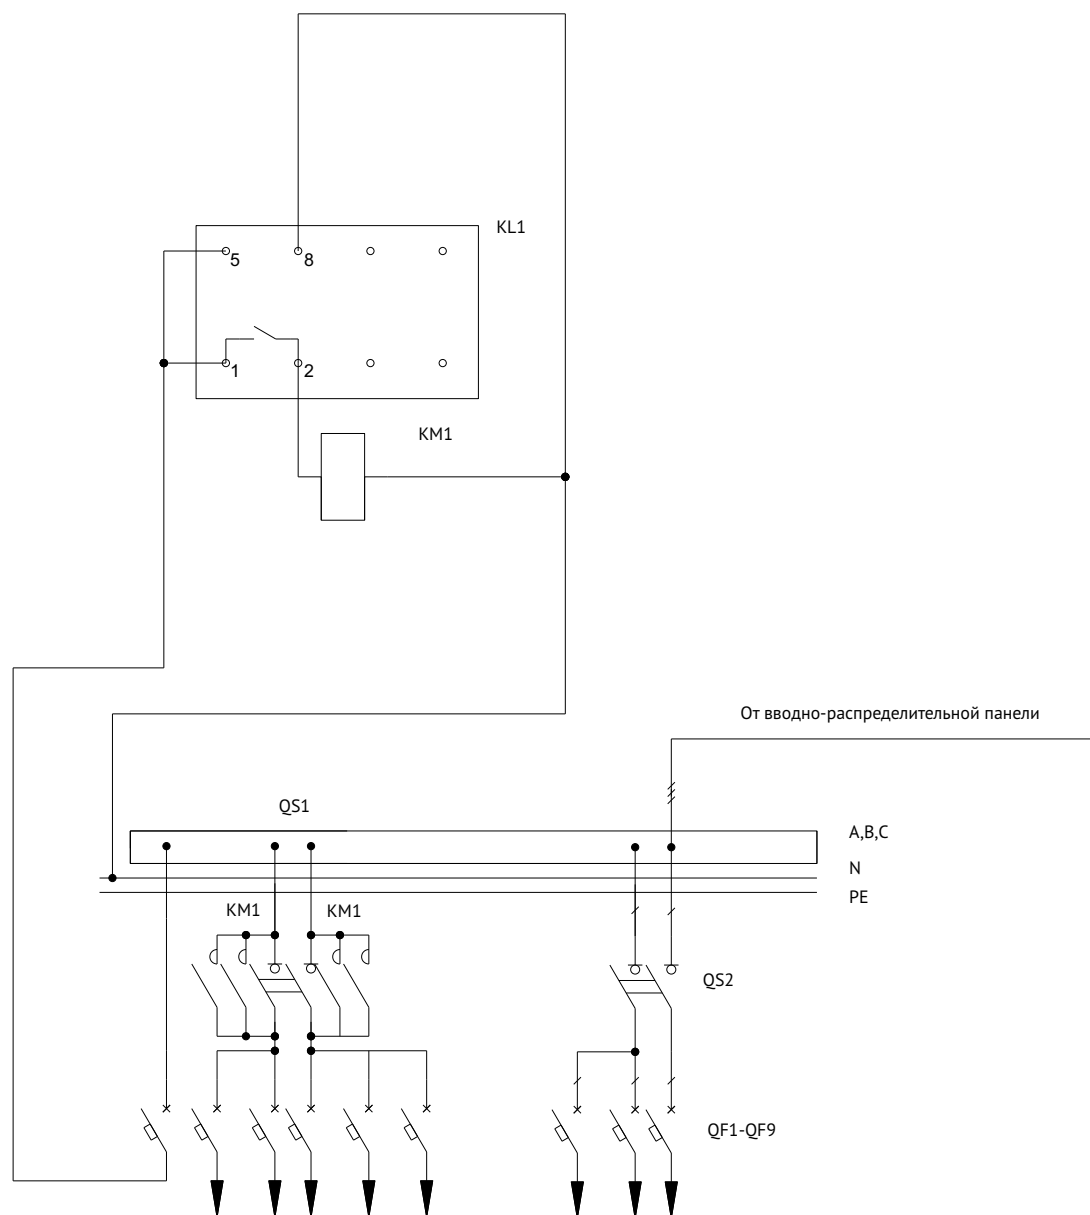 KL1
5 8
1 2
KM1
От вводно-распределительной панели
QS1
A,B,C
N
PE
KM1 KM1
QS2
QF1-QF9